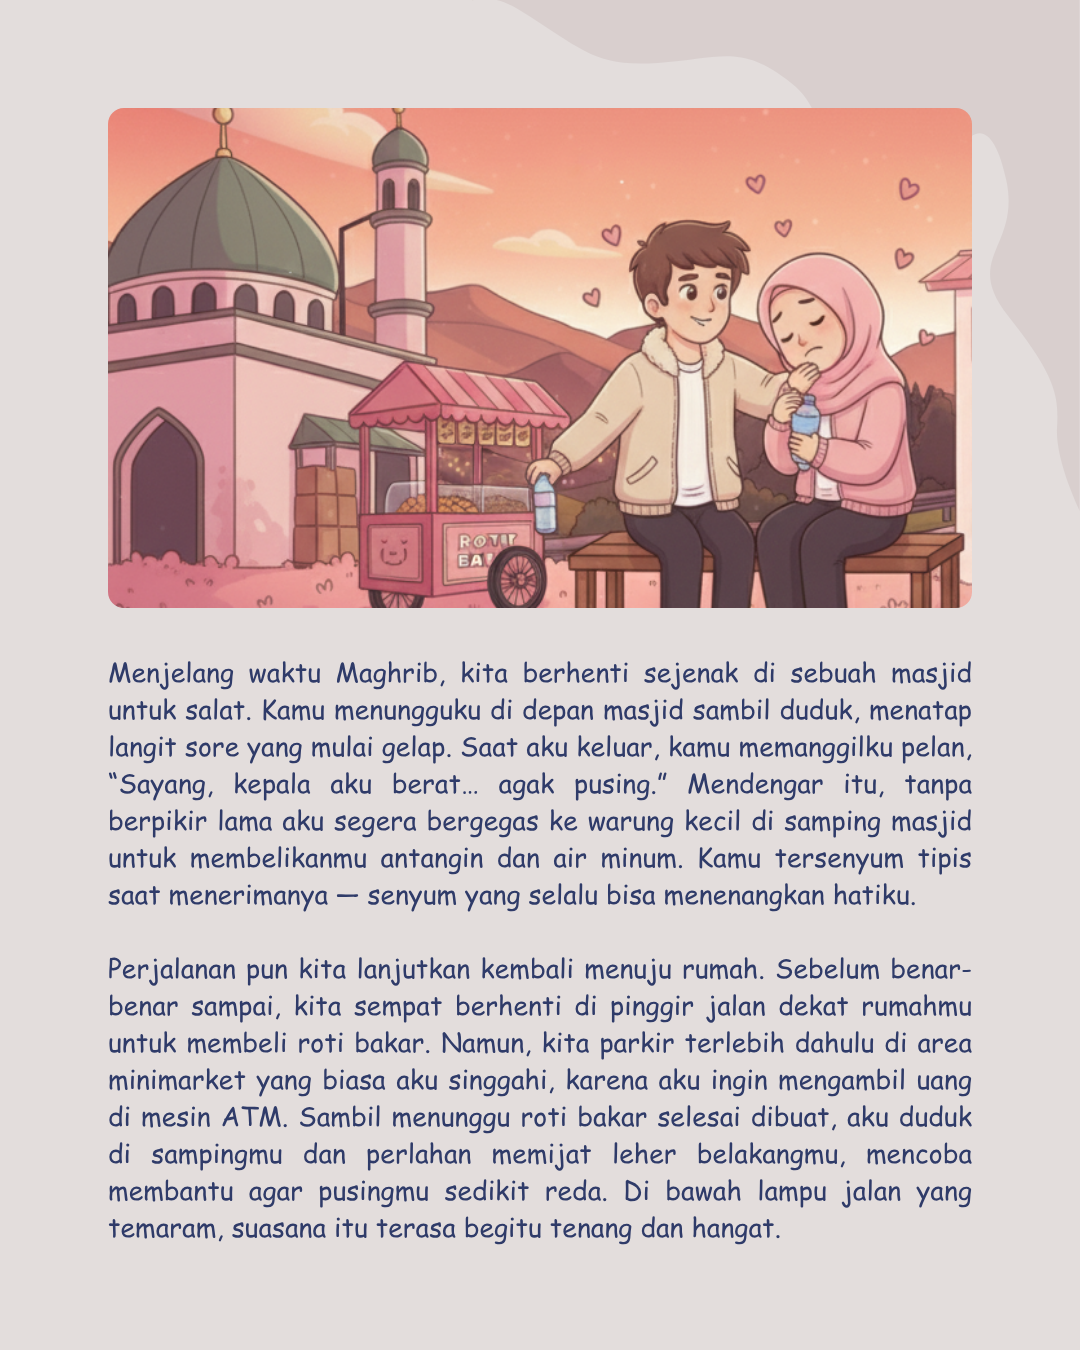 ROTI
BA
Menjelang waktu Maghrib, kita berhenti sejenak di sebuah masjid
untuk salat. Kamu menungguku di depan masjid sambil duduk, menatap
langit sore yang mulai gelap. Saat aku keluar, kamu memanggilku pelan,
“Sayang, kepala aku berat… agak pusing.” Mendengar itu, tanpa
berpikir lama aku segera bergegas ke warung kecil di samping masjid
untuk membelikanmu antangin dan air minum. Kamu tersenyum tipis
saat menerimanya — senyum yang selalu bisa menenangkan hatiku.
Perjalanan pun kita lanjutkan kembali menuju rumah. Sebelum benar-
benar sampai, kita sempat berhenti di pinggir jalan dekat rumahmu
untuk membeli roti bakar. Namun, kita parkir terlebih dahulu di area
minimarket yang biasa aku singgahi, karena aku ingin mengambil uang
di mesin ATM. Sambil menunggu roti bakar selesai dibuat, aku duduk
di sampingmu dan perlahan memijat leher belakangmu, mencoba
membantu agar pusingmu sedikit reda. Di bawah lampu jalan yang
temaram, suasana itu terasa begitu tenang dan hangat.